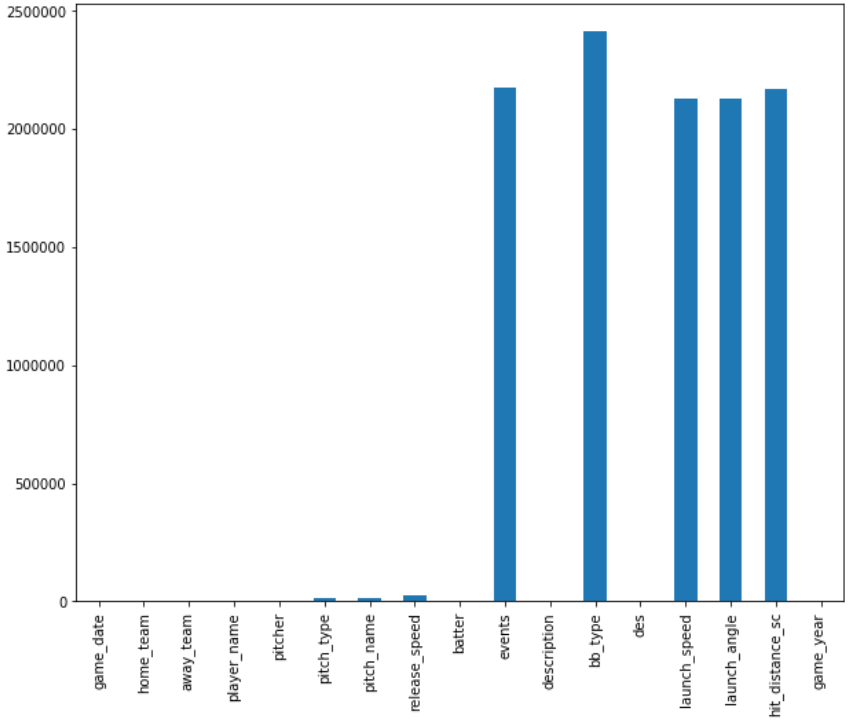 2500000
2000000
1500000
1000000
500000
0
game_date
home_team
away_team
player_name
pitcher
pitch_type
pitch_name
release_speed
batter
events
description
bb_type
des
launch_speed
launch_angle
hit_distance_sc
game_year